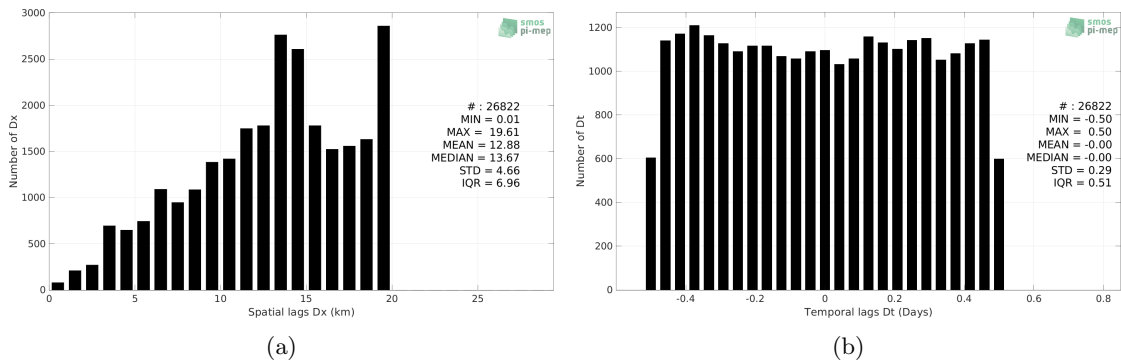 3000
2500
2000
1500
1000
500
0
Number of Dx
0 5 10 15 20 25
Spatial lags Dx (km)
smos
pi-mep
# : 26822
MIN = 0.01
MAX = 19.61
MEAN = 12.88
MEDIAN = 13.67
STD = 4.66
IQR = 6.96
(a)
1200
1000
800
600
400
200
0
Number of Dt
-0.4 -0.2 0 0.2 0.4 0.6 0.8
Temporal lags Dt (Days)
smos
pi-mep
# : 26822
MIN = -0.50
MAX = 0.50
MEAN = -0.00
MEDIAN = -0.00
STD = 0.29
IQR = 0.51
(b)